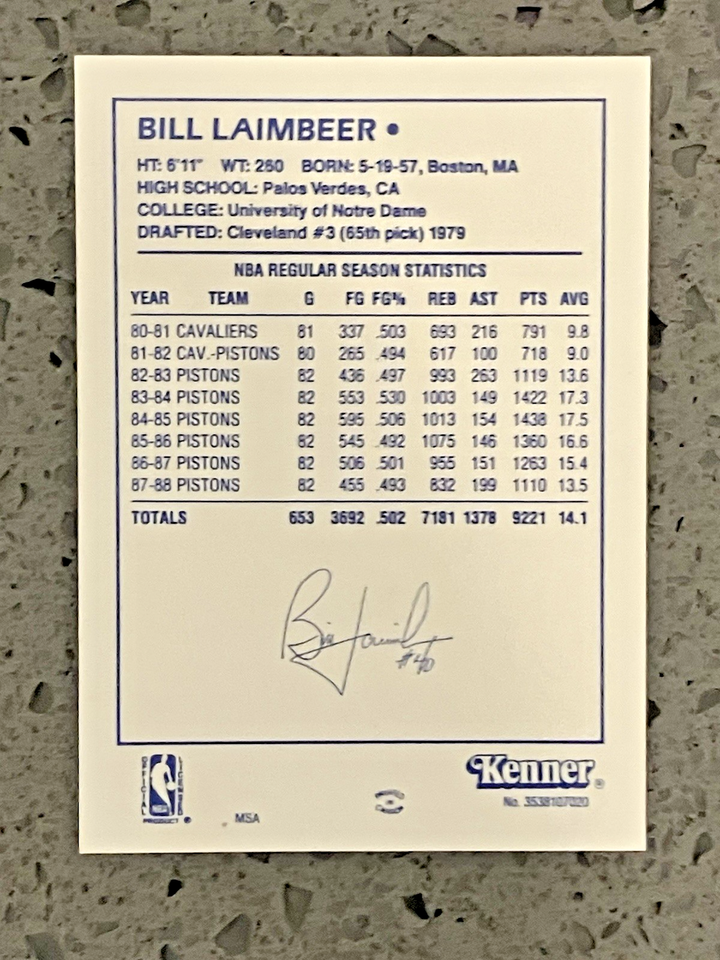 BILL LAIMBEER •
HT: 6'11" WT: 260 BORN: 5-19-57, Boston, MA
HIGH SCHOOL: Palos Verdes, CA
COLLEGE: University of Notre Dame
DRAFTED: Cleveland #3 (65th pick) 1979
NBA REGULAR SEASON STATISTICS
YEAR TEAM G FG FG% REB AST PTS AVG
80-81 CAVALIERS 81 337 .503 693 216 791 9.8
81-82 CAV.-PISTONS 80 265 .494 617 100 718 9.0
82-83 PISTONS 82 436 .497 993 263 1119 13.6
83-84 PISTONS 82 553 .530 1003 149 1422 17.3
84-85 PISTONS 82 595 .506 1013 154 1438 17.5
85-86 PISTONS 82 545 .492 1075 146 1360 16.6
86-87 PISTONS 82 506 .501 955 151 1263 15.4
87-88 PISTONS 82 455 .493 832 199 1110 13.5
TOTALS 653 3692 .502 7181 1378 9221 14.1
Bill Laimb
#40
OFFICIAL NBA LICENSED
PRODUCT ®
MSA
Kenner®
No. 3538107020